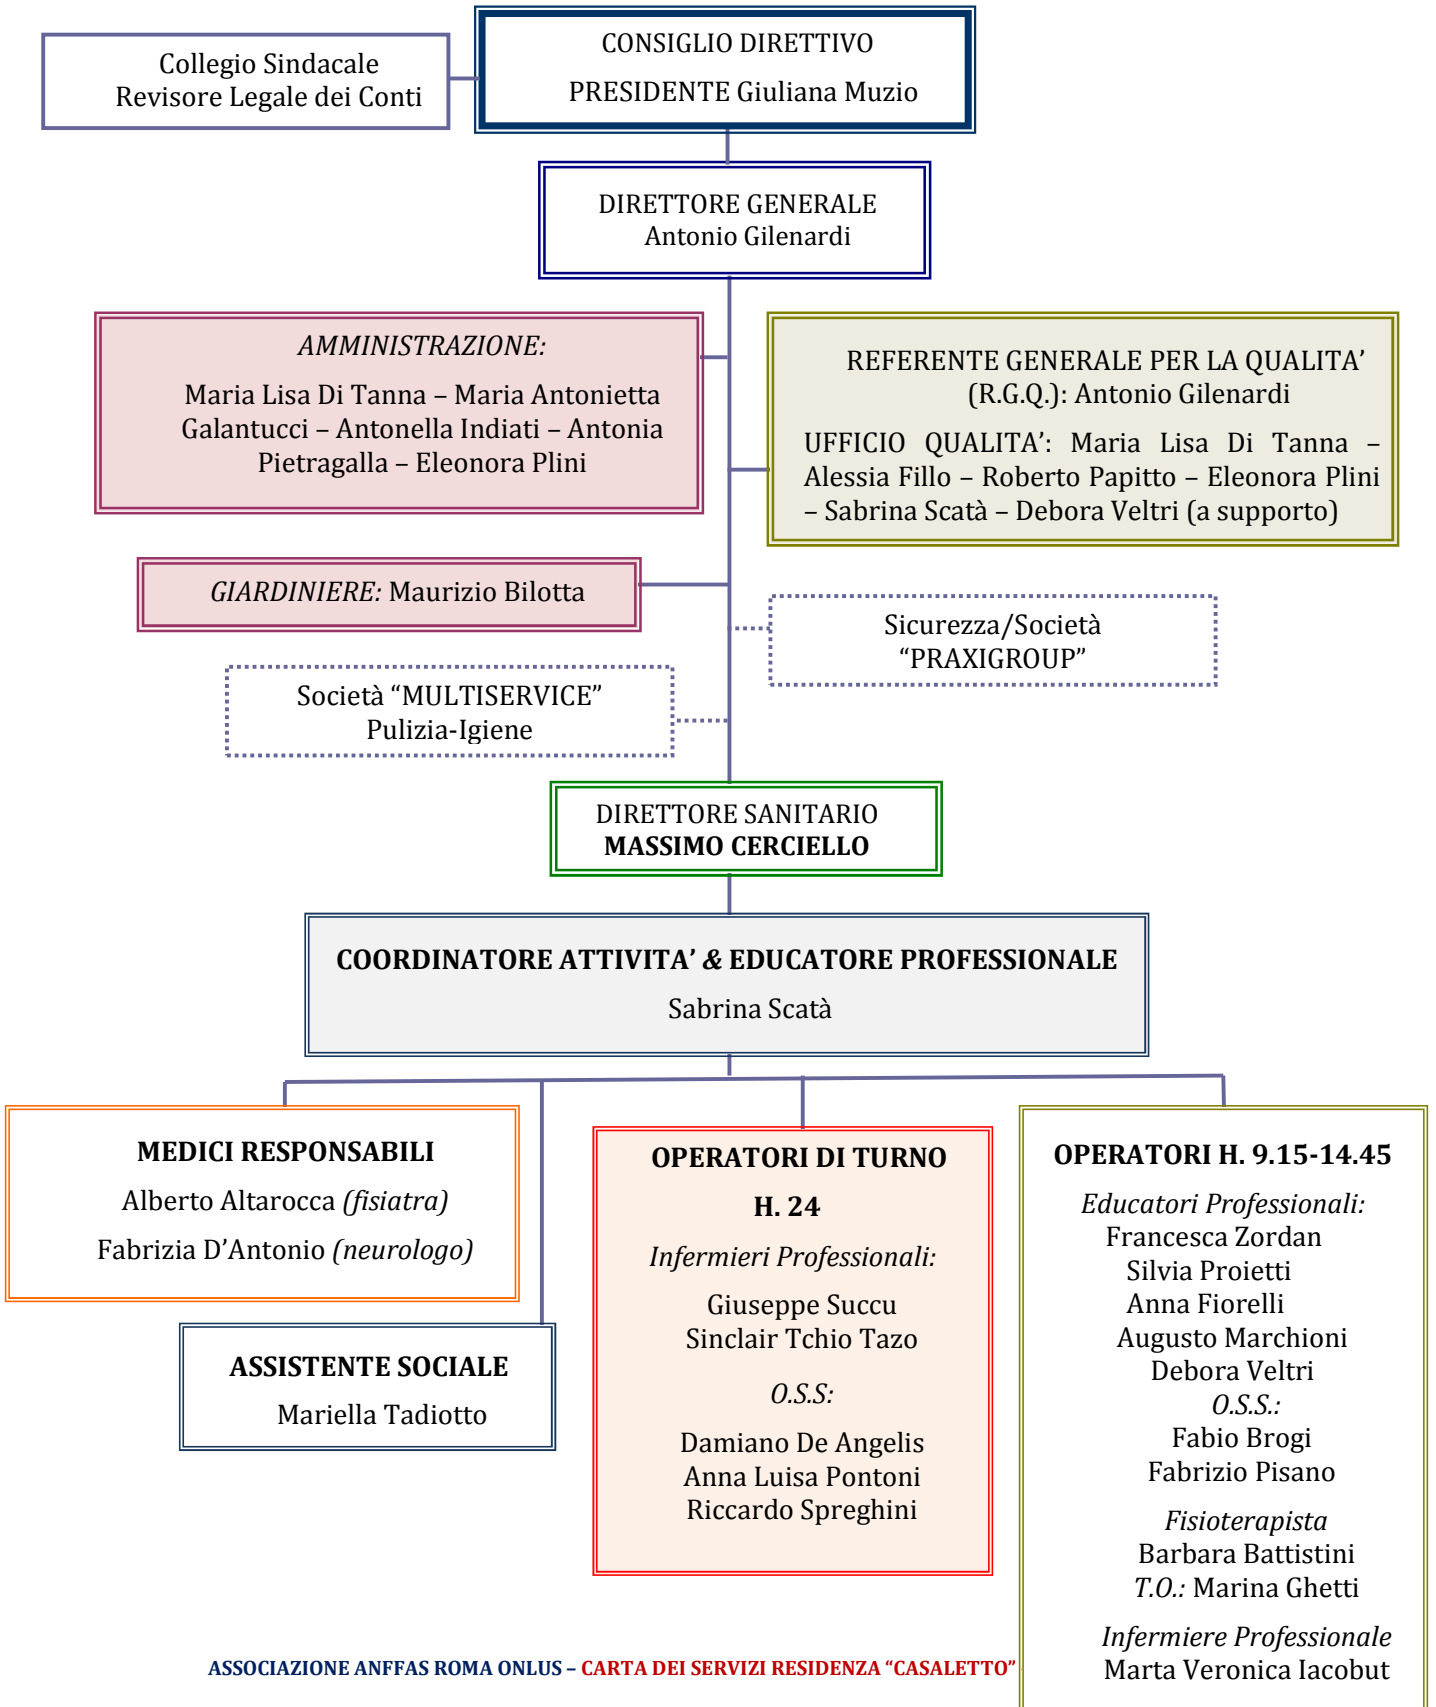 Collegio Sindacale
Revisore Legale dei Conti
CONSIGLIO DIRETTIVO
PRESIDENTE Giuliana Muzio
DIRETTORE GENERALE
Antonio Gilenardi
AMMINISTRAZIONE:
Maria Lisa Di Tanna – Maria Antonietta
Galantucci – Antonella Indiati – Antonia
Pietragalla – Eleonora Plini
REFERENTE GENERALE PER LA QUALITA’
(R.G.Q.): Antonio Gilenardi
UFFICIO QUALITA’: Maria Lisa Di Tanna –
Alessia Fillo – Roberto Papitto – Eleonora Plini
– Sabrina Scatà – Debora Veltri (a supporto)
GIARDINIERE: Maurizio Bilotta
Sicurezza/Società
“PRAXIGROUP”
Società “MULTISERVICE”
Pulizia-Igiene
DIRETTORE SANITARIO
MASSIMO CERCIELLO
COORDINATORE ATTIVITA’ & EDUCATORE PROFESSIONALE
Sabrina Scatà
MEDICI RESPONSABILI
Alberto Altarocca (fisiatra)
Fabrizia D’Antonio (neurologo)
ASSISTENTE SOCIALE
Mariella Tadiotto
OPERATORI DI TURNO
H. 24
Infermieri Professionali:
Giuseppe Succu
Sinclair Tchio Tazo
O.S.S:
Damiano De Angelis
Anna Luisa Pontoni
Riccardo Spreghini
OPERATORI H. 9.15-14.45
Educatori Professionali:
Francesca Zordan
Silvia Proietti
Anna Fiorelli
Augusto Marchioni
Debora Veltri
O.S.S.:
Fabio Brogi
Fabrizio Pisano
Fisioterapista
Barbara Battistini
T.O.: Marina Ghetti
Infermiere Professionale
Marta Veronica Iacobut
ASSOCIAZIONE ANFFAS ROMA ONLUS – CARTA DEI SERVIZI RESIDENZA “CASALETTO”